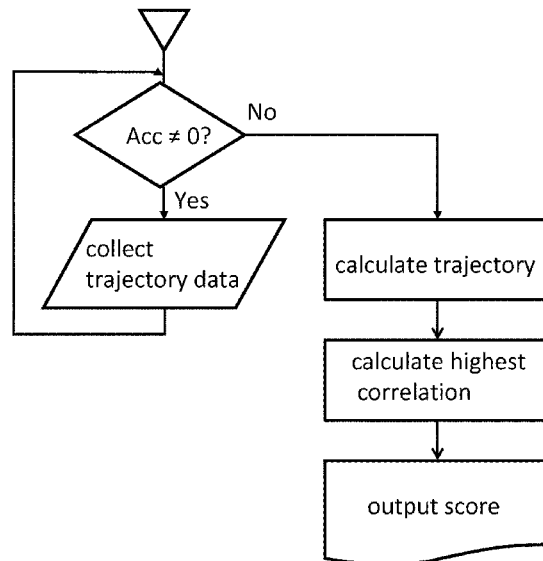 Acc ≠ 0?
No
Yes
collect
trajectory data
calculate trajectory
calculate highest
correlation
output score